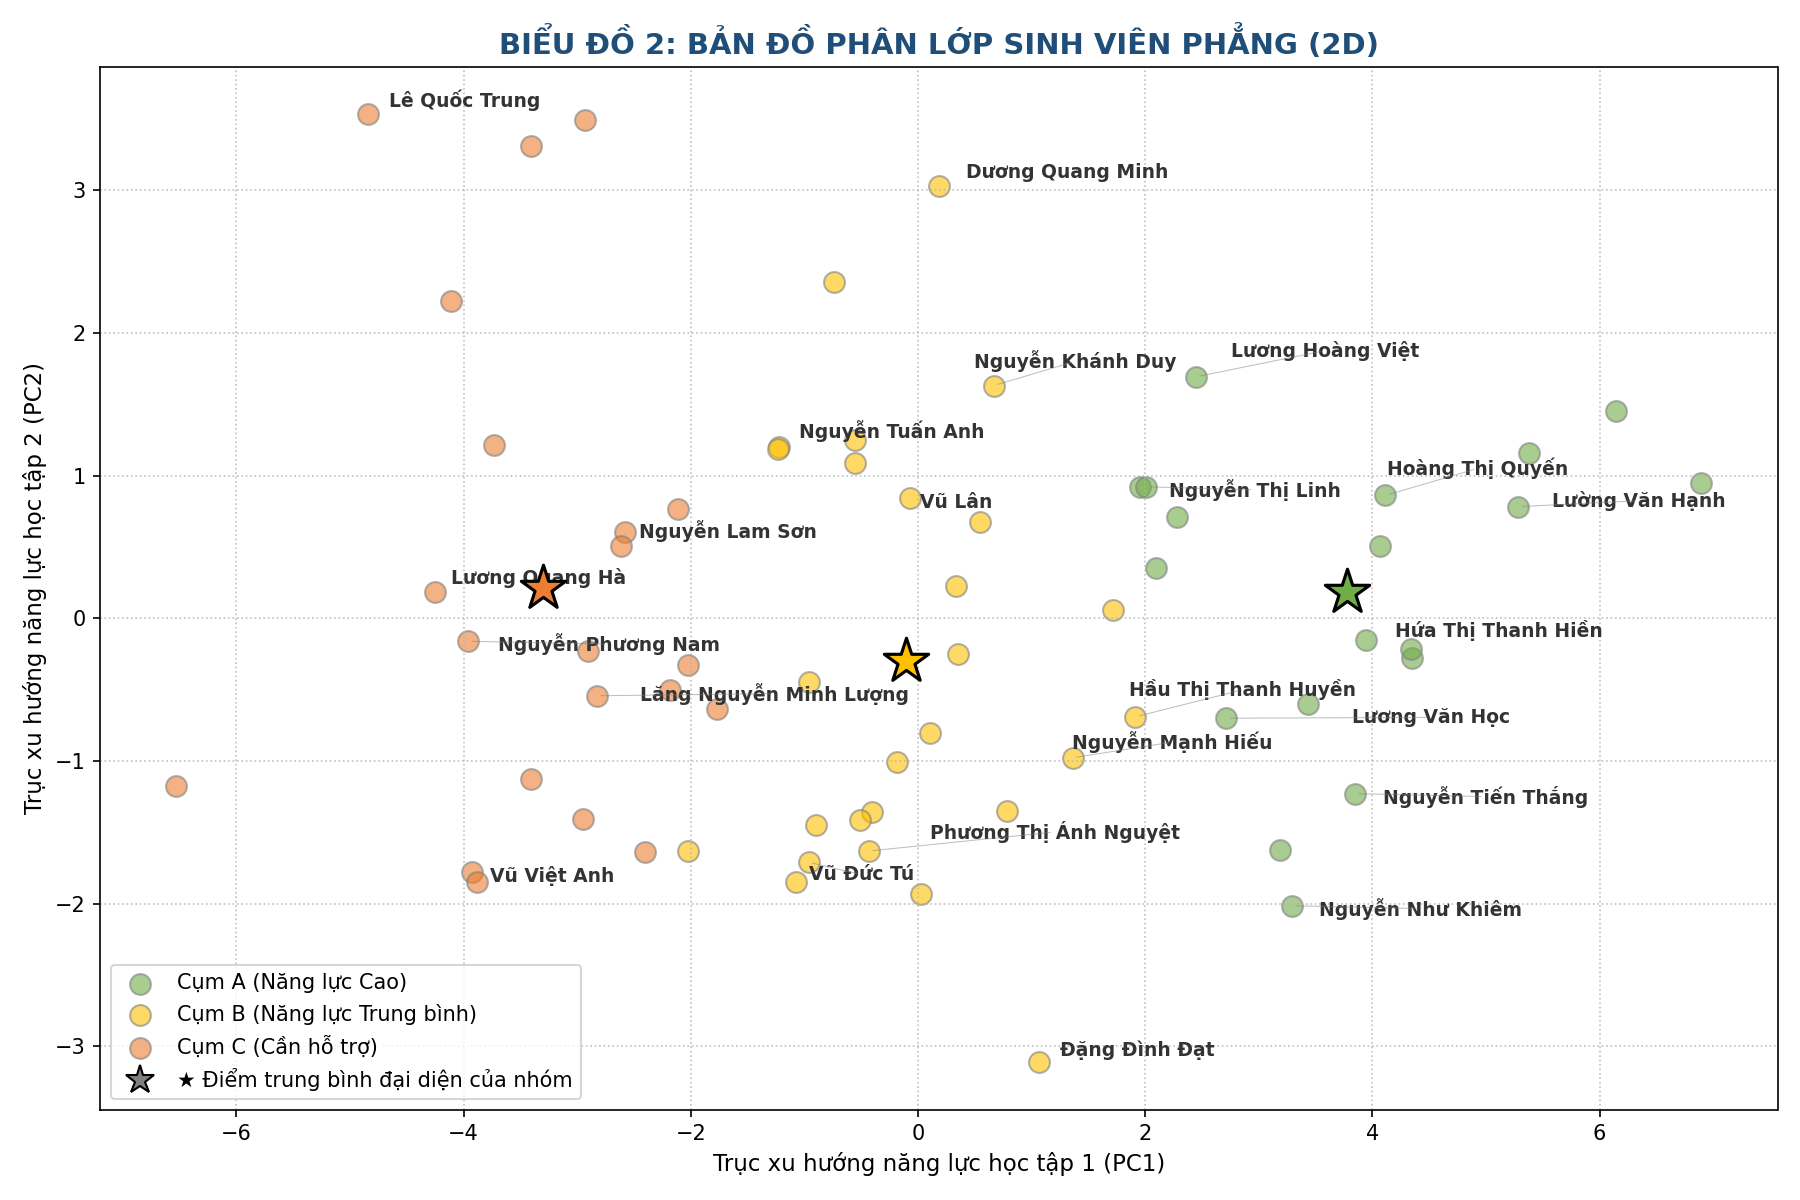 BIỂU ĐỒ 2: BẢN ĐỒ PHÂN LỚP SINH VIÊN PHẲNG (2D)
Trục xu hướng năng lực học tập 2 (PC2)
3
2
1
0
−1
−2
−3
Lê Quốc Trung
Dương Quang Minh
Lương Hoàng Việt
Nguyễn Khánh Duy
Nguyễn Tuấn Anh
Hoàng Thị Quyến
Nguyễn Thị Linh
Lường Văn Hạnh
Vũ Lân
Nguyễn Lam Sơn
Lương Quang Hà
Hứa Thị Thanh Hiền
Nguyễn Phương Nam
Hầu Thị Thanh Huyền
Lăng Nguyễn Minh Lượng
Lương Văn Học
Nguyễn Mạnh Hiếu
Nguyễn Tiến Thắng
Phương Thị Ánh Nguyệt
Vũ Đức Tú
Vũ Việt Anh
Nguyễn Như Khiêm
Đặng Đình Đạt
Cụm A (Năng lực Cao)
Cụm B (Năng lực Trung bình)
Cụm C (Cần hỗ trợ)
★ Điểm trung bình đại diện của nhóm
−6 −4 −2 0 2 4 6
Trục xu hướng năng lực học tập 1 (PC1)